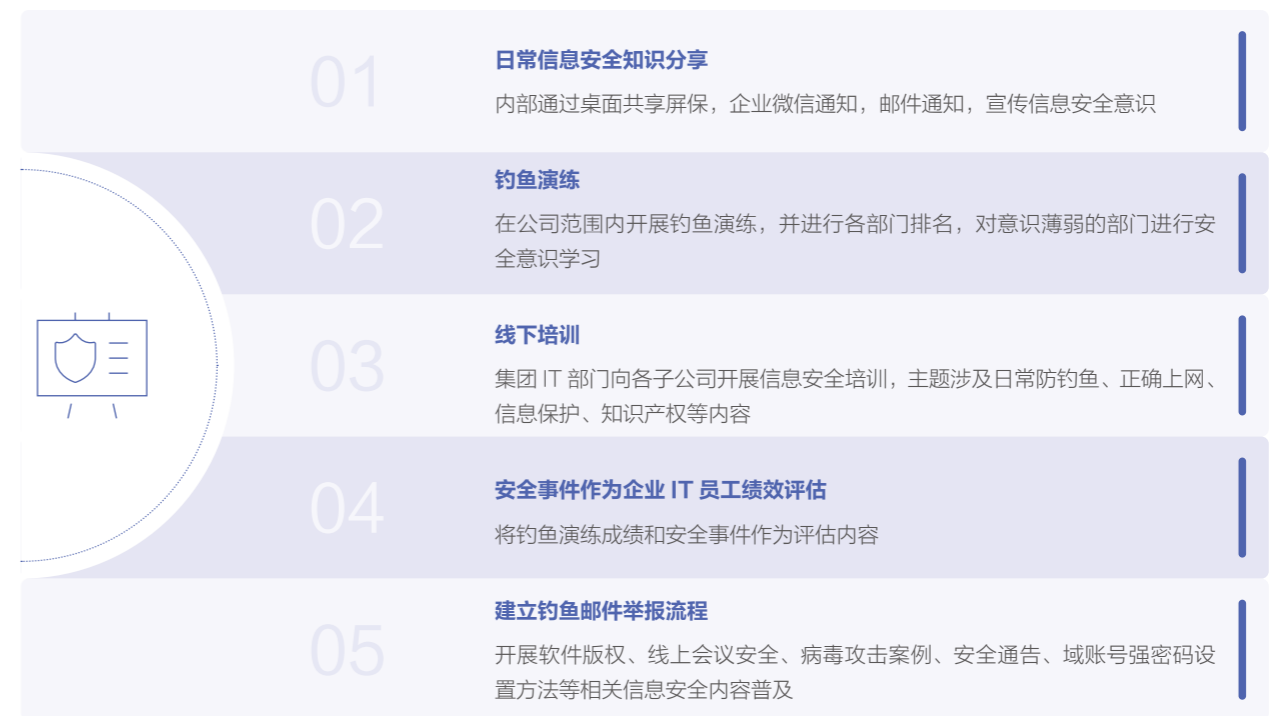 01
日常信息安全知识分享
内部通过桌面共享屏保，企业微信通知，邮件通知，宣传信息安全意识
02
钓鱼演练
在公司范围内开展钓鱼演练，并进行各部门排名，对意识薄弱的部门进行安
全意识学习
03
线下培训
集团 IT 部门向各子公司开展信息安全培训，主题涉及日常防钓鱼、正确上网、
信息保护、知识产权等内容
04
安全事件作为企业 IT 员工绩效评估
将钓鱼演练成绩和安全事件作为评估内容
05
建立钓鱼邮件举报流程
开展软件版权、线上会议安全、病毒攻击案例、安全通告、域账号强密码设
置方法等相关信息安全内容普及